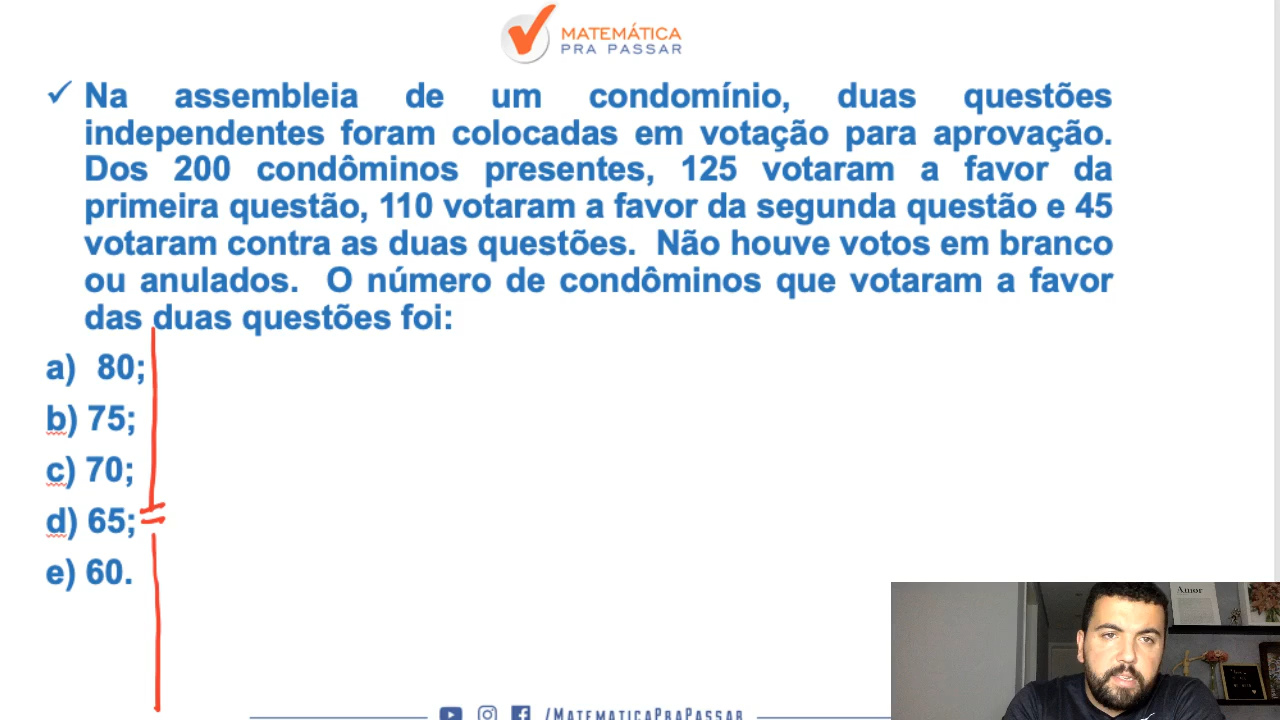 MATEMÁTICA
PRA PASSAR
✓ Na assembleia de um condomínio, duas questões
independentes foram colocadas em votação para aprovação.
Dos 200 condôminos presentes, 125 votaram a favor da
primeira questão, 110 votaram a favor da segunda questão e 45
votaram contra as duas questões. Não houve votos em branco
ou anulados. O número de condôminos que votaram a favor
das duas questões foi:
a) 80;
b) 75;
c) 70;
d) 65;
e) 60.
Amor
/MATEMATICAPRAPASSAR